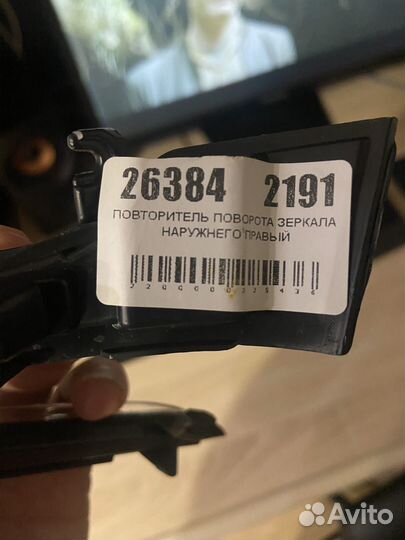 26384 2191
ПОВТОРИТЕЛЬ ПОВОРОТА ЗЕРКАЛА
НАРУЖНЕГО ПРАВЫЙ
Avito